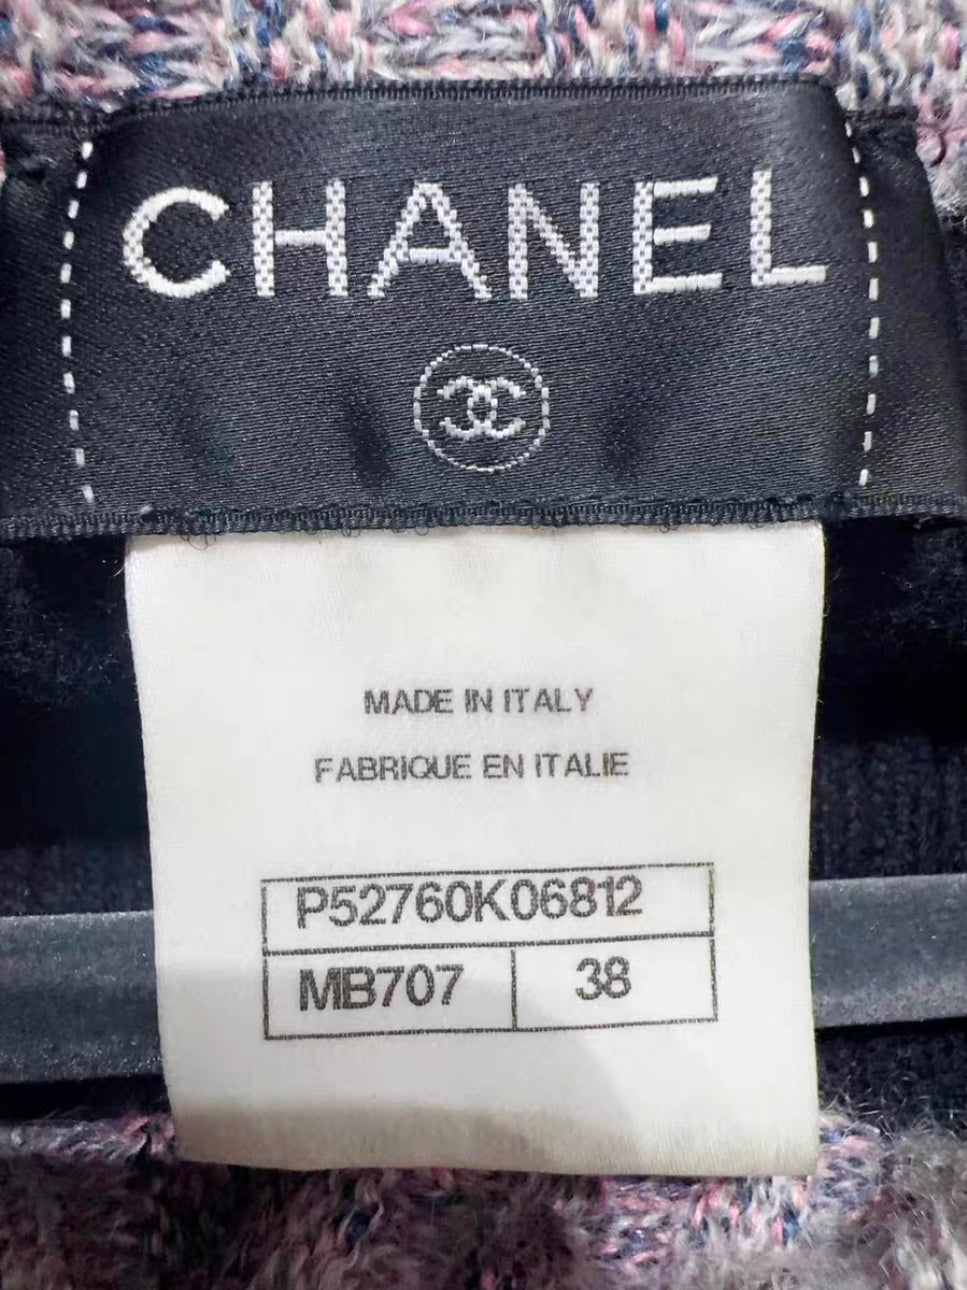 CHANEL
MADE IN ITALY
FABRIQUE EN ITALIE
P52760K06812
MB707 38